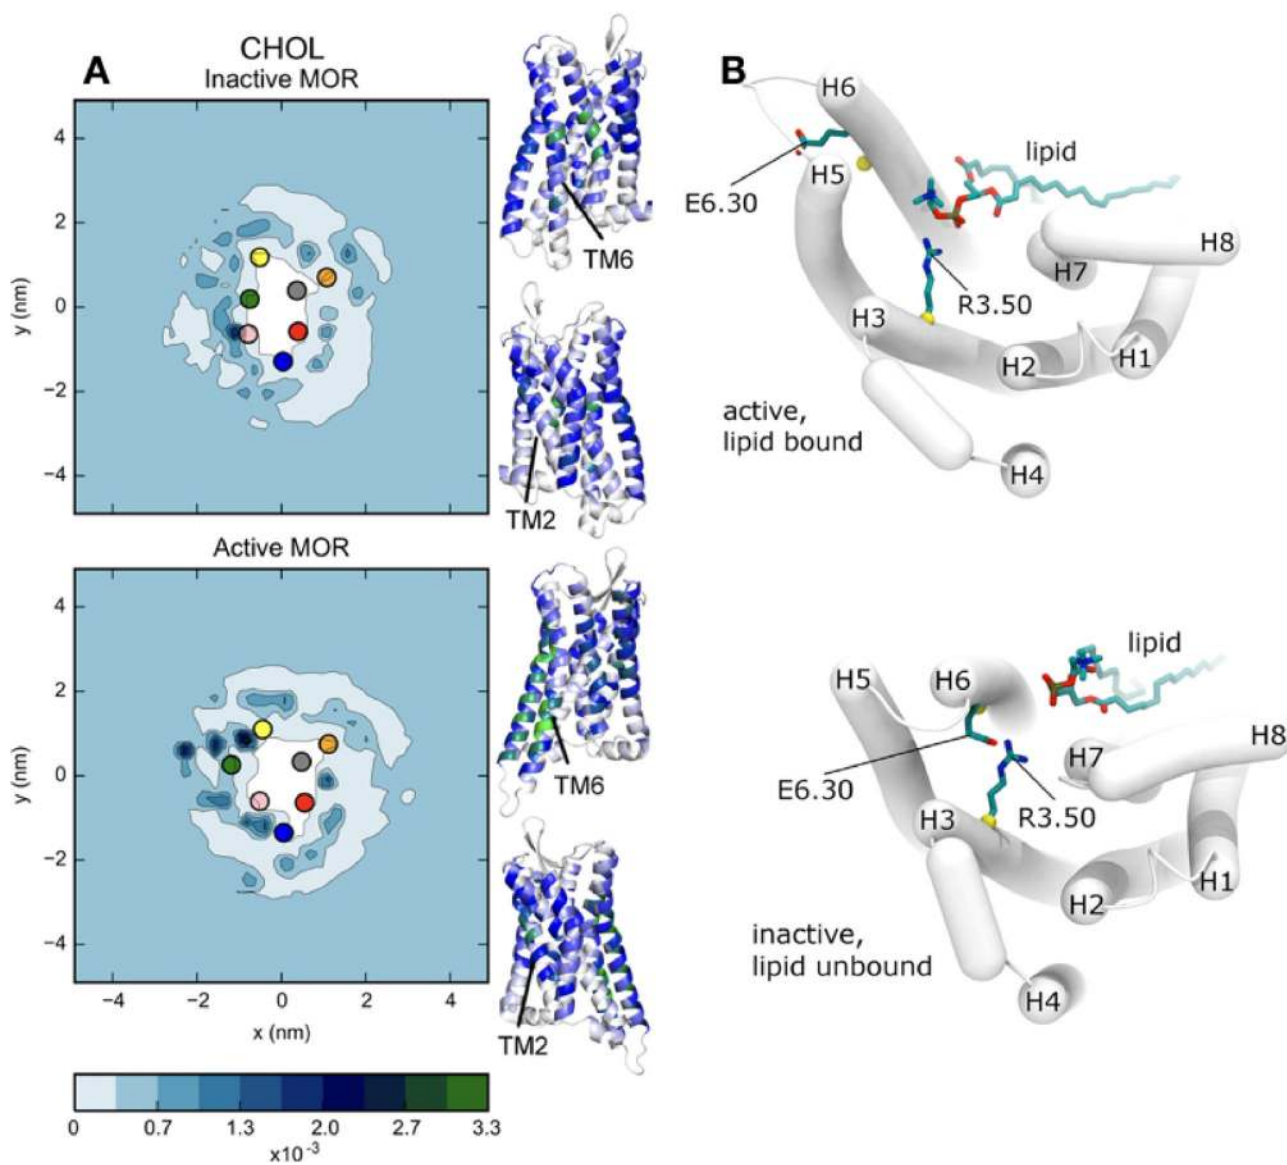 A
CHOL
Inactive MOR
4
2
0
−2
−4
y (nm)
TM6
TM2
Active MOR
4
2
0
−2
−4
y (nm)
−4 −2 0 2 4
x (nm)
TM6
TM2
0 0.7 1.3 2.0 2.7 3.3
x10⁻³
B
H6
lipid
H5
E6.30
H8
H7
R3.50
H3
H2
H1
active,
lipid bound
H4
lipid
H5
H6
H8
H7
E6.30
R3.50
H3
H1
H2
inactive,
lipid unbound
H4